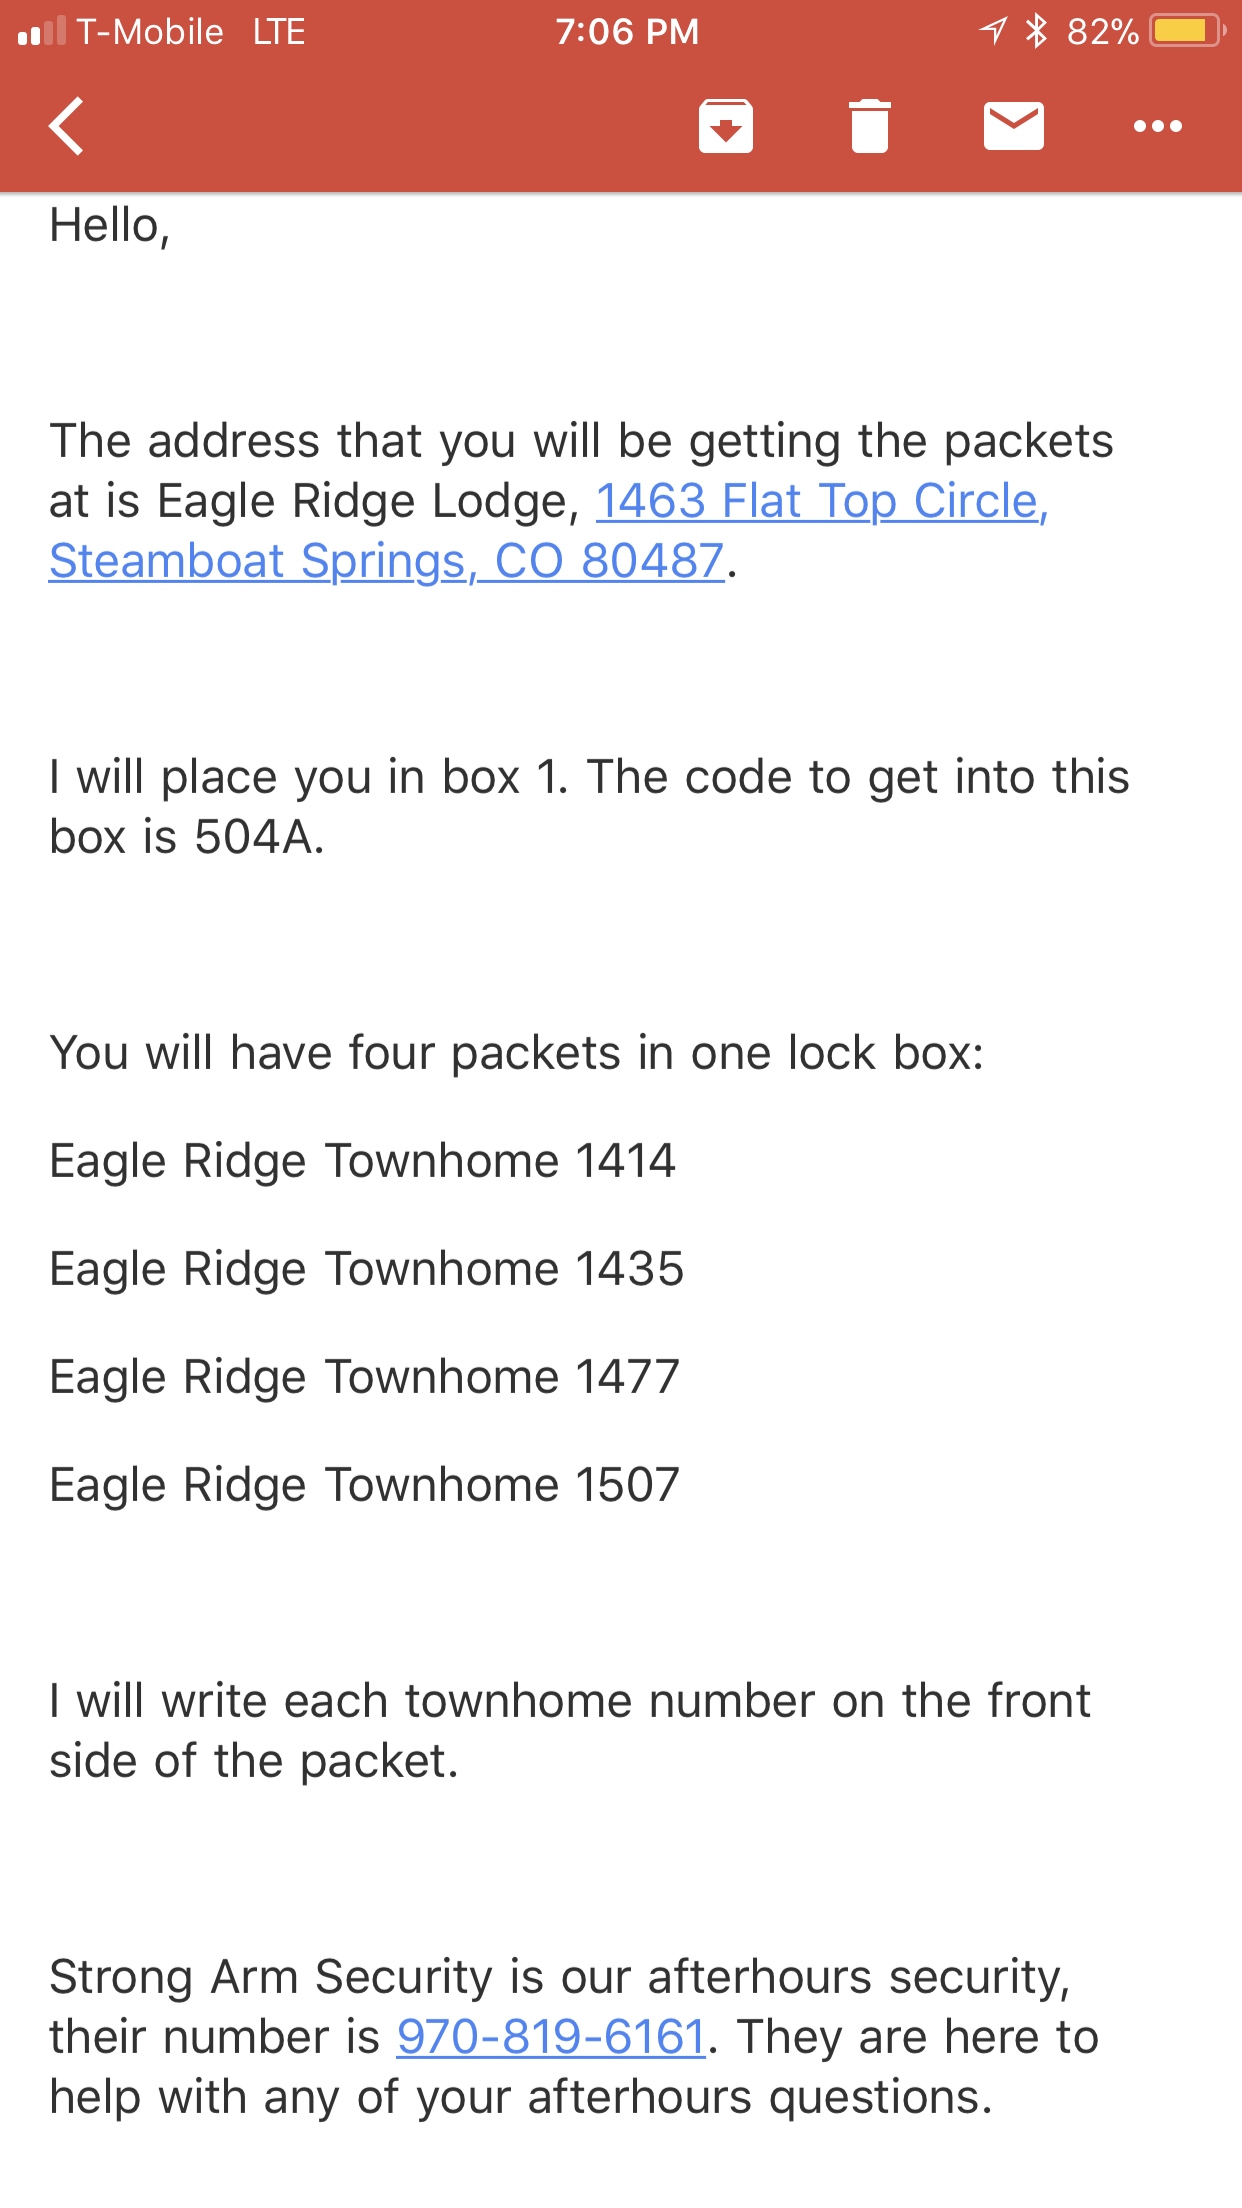 T-Mobile LTE 7:06 PM 82%
Hello,
The address that you will be getting the packets
at is Eagle Ridge Lodge, 1463 Flat Top Circle,
Steamboat Springs, CO 80487.
I will place you in box 1. The code to get into this
box is 504A.
You will have four packets in one lock box:
Eagle Ridge Townhome 1414
Eagle Ridge Townhome 1435
Eagle Ridge Townhome 1477
Eagle Ridge Townhome 1507
I will write each townhome number on the front
side of the packet.
Strong Arm Security is our afterhours security,
their number is 970-819-6161. They are here to
help with any of your afterhours questions.